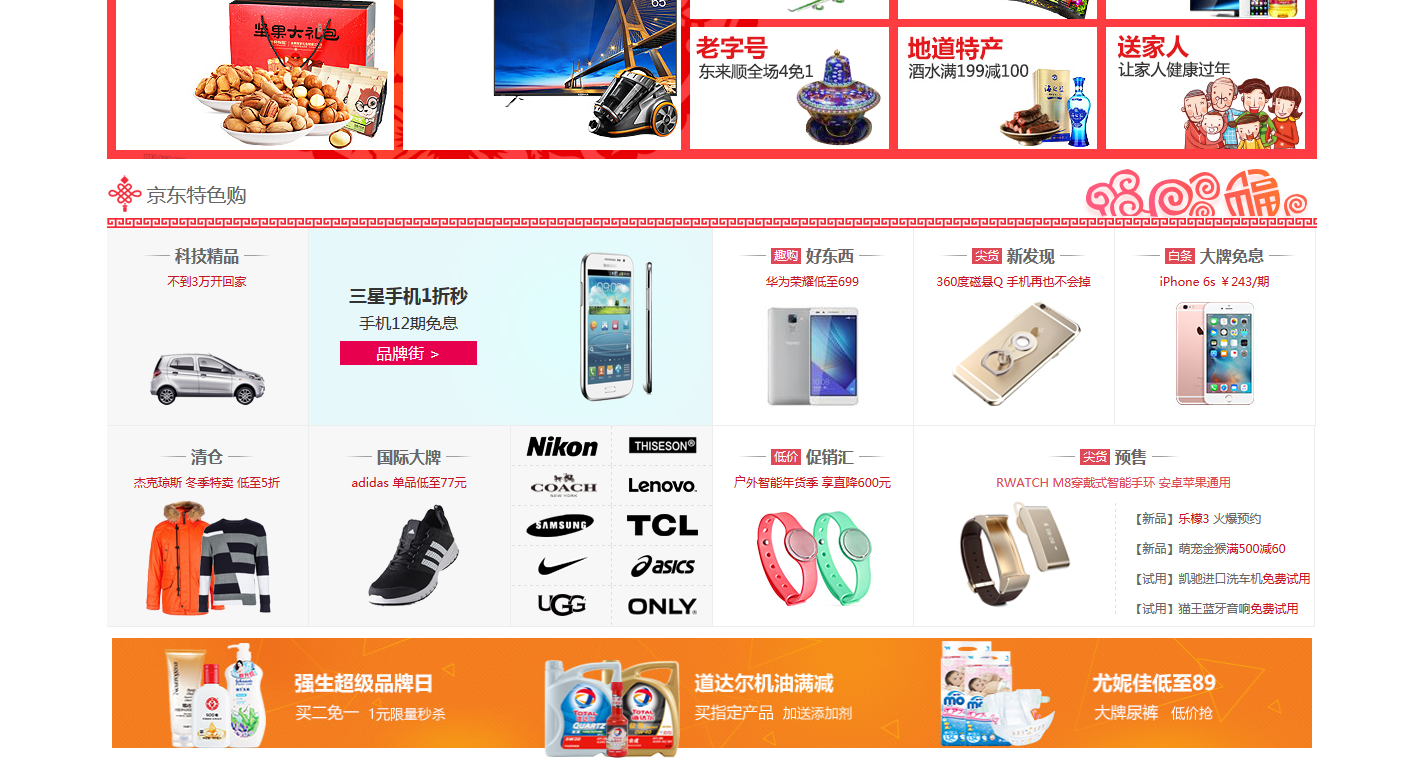 坚果大礼包
65
老字号
东来顺全场4免1
地道特产
酒水满199减100
送家人
让家人健康过年
京东特色购
福
科技精品
不到3万开回家
三星手机1折秒
手机12期免息
品牌街 >
趣购 好东西
华为荣耀低至699
尖货 新发现
360度磁悬Q 手机再也不会掉
白条 大牌免息
iPhone 6s ￥243/期
清仓
杰克琼斯 冬季特卖 低至5折
国际大牌
adidas 单品低至77元
Nikon
THISESON®
COACH
NEW YORK
Lenovo.
SAMSUNG
TCL
asics
UGG
ONLY
低价 促销汇
户外智能年货季 享直降600元
尖货 预售
RWATCH M8穿戴式智能手环 安卓苹果通用
【新品】乐檬3 火爆预约
【新品】萌宠金猴满500减60
【试用】凯驰进口洗车机免费试用
【试用】猫王蓝牙音响免费试用
强生超级品牌日
买二免一 1元限量秒杀
TOTAL
QUARTZ
TOTAL
道达尔机油满减
买指定产品 加送添加剂
尤妮佳低至89
大牌尿裤 低价抢